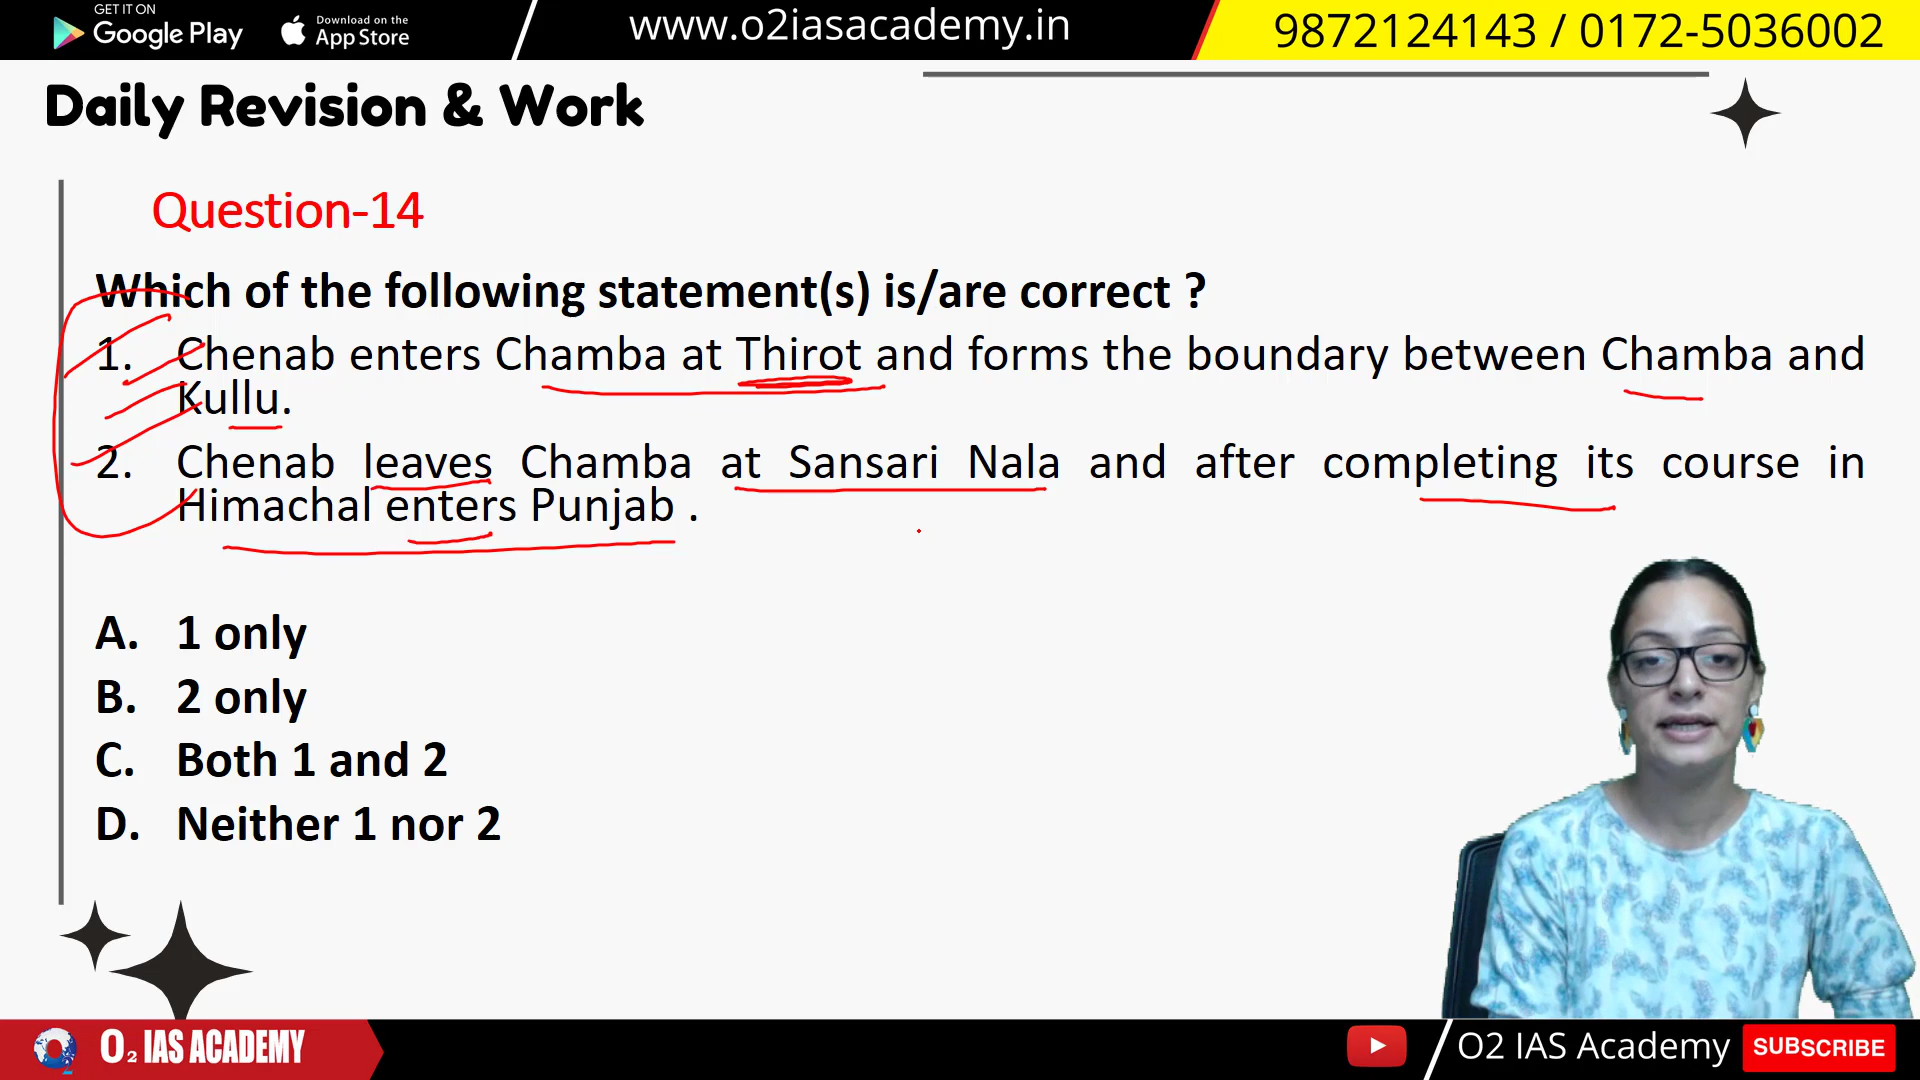 GET IT ON
Google Play
Download on the
App Store
www.o2iasacademy.in
9872124143 / 0172-5036002
Daily Revision & Work
Question-14
Which of the following statement(s) is/are correct ?
1. Chenab enters Chamba at Thirot and forms the boundary between Chamba and
Kullu.
2. Chenab leaves Chamba at Sansari Nala and after completing its course in
Himachal enters Punjab .
A. 1 only
B. 2 only
C. Both 1 and 2
D. Neither 1 nor 2
O2 IAS ACADEMY
O2 IAS Academy
SUBSCRIBE